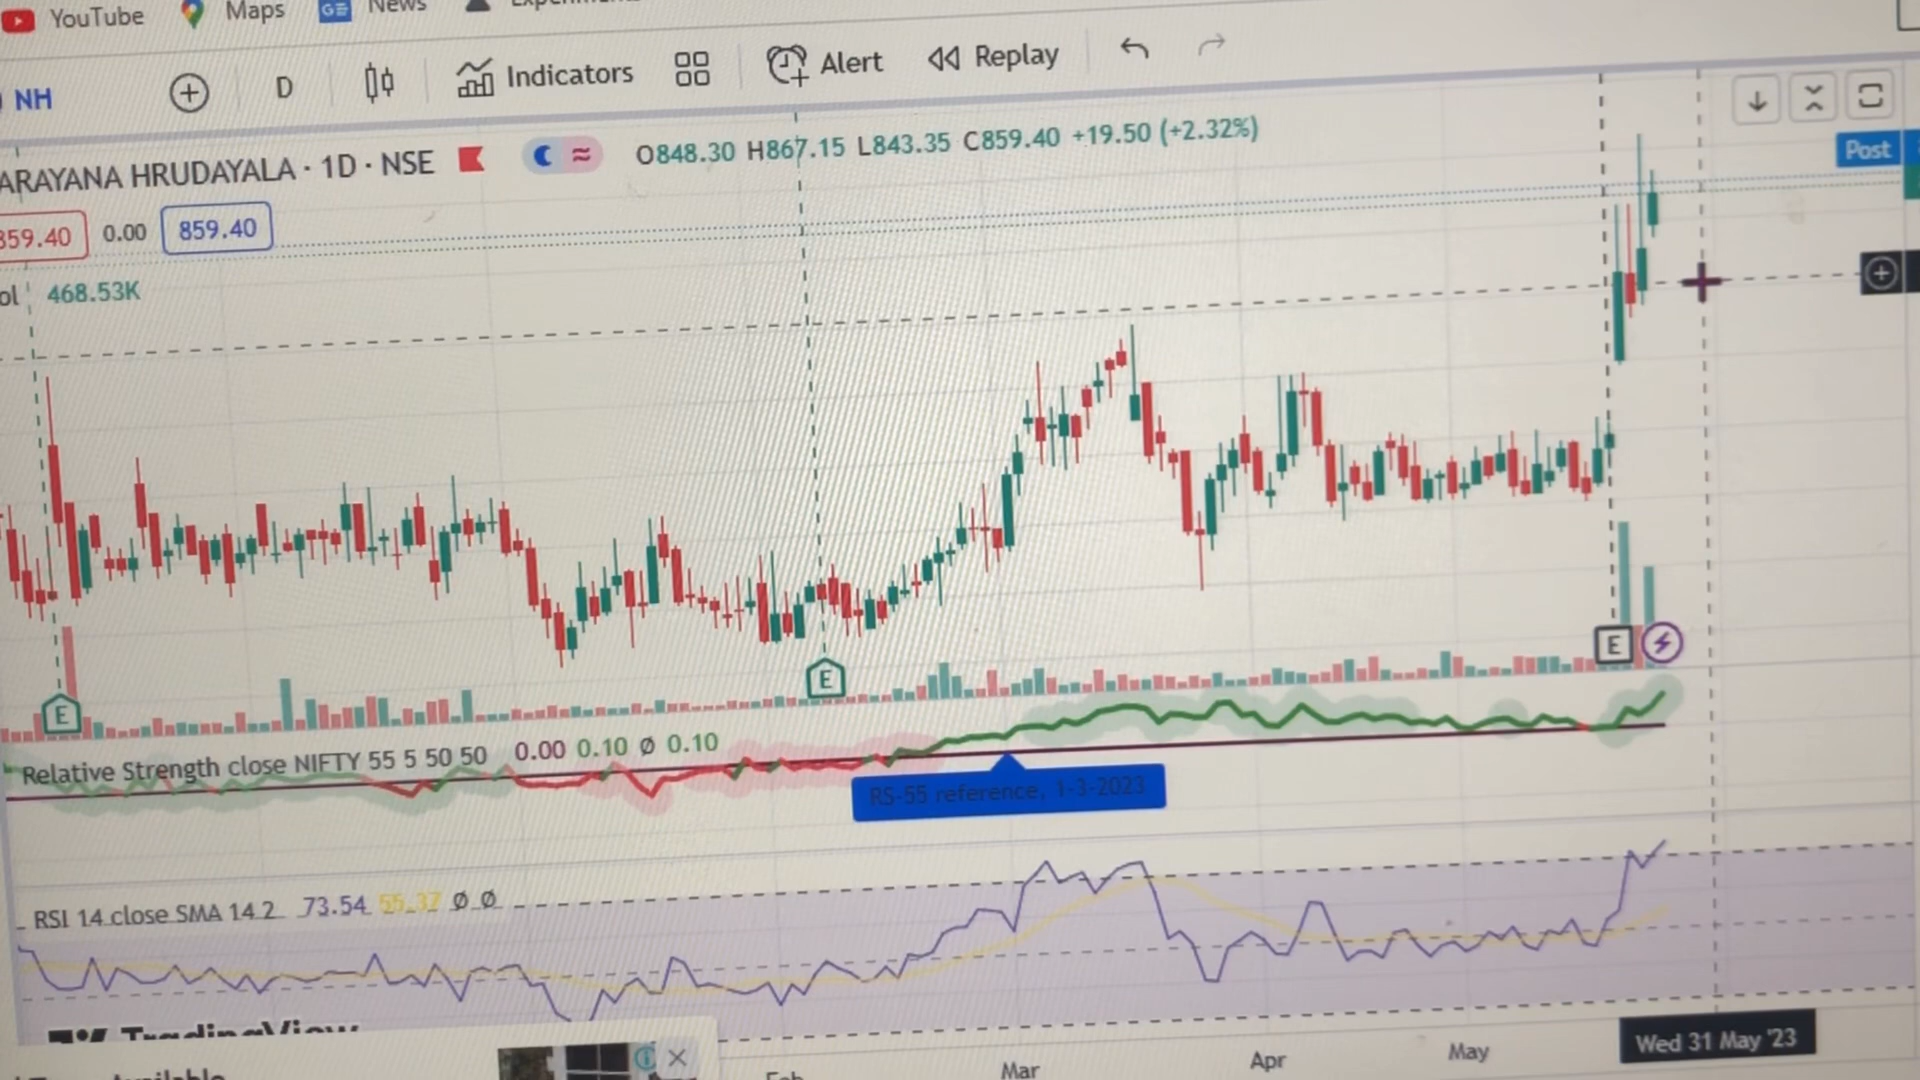 YouTube Maps News
NH D Indicators Alert Replay
ARAYANA HRUDAYALA · 1D · NSE O848.30 H867.15 L843.35 C859.40 +19.50 (+2.32%)
Post
859.40 0.00 859.40
ol 468.53K
E
E
E
Relative Strength close NIFTY 55 5 50 50 0.00 0.10 Ø 0.10
RS-55 reference, 1-3-2023
RSI 14 close SMA 14 2 73.54 55.37 Ø Ø
TradingView
Feb Mar Apr May Wed 31 May '23